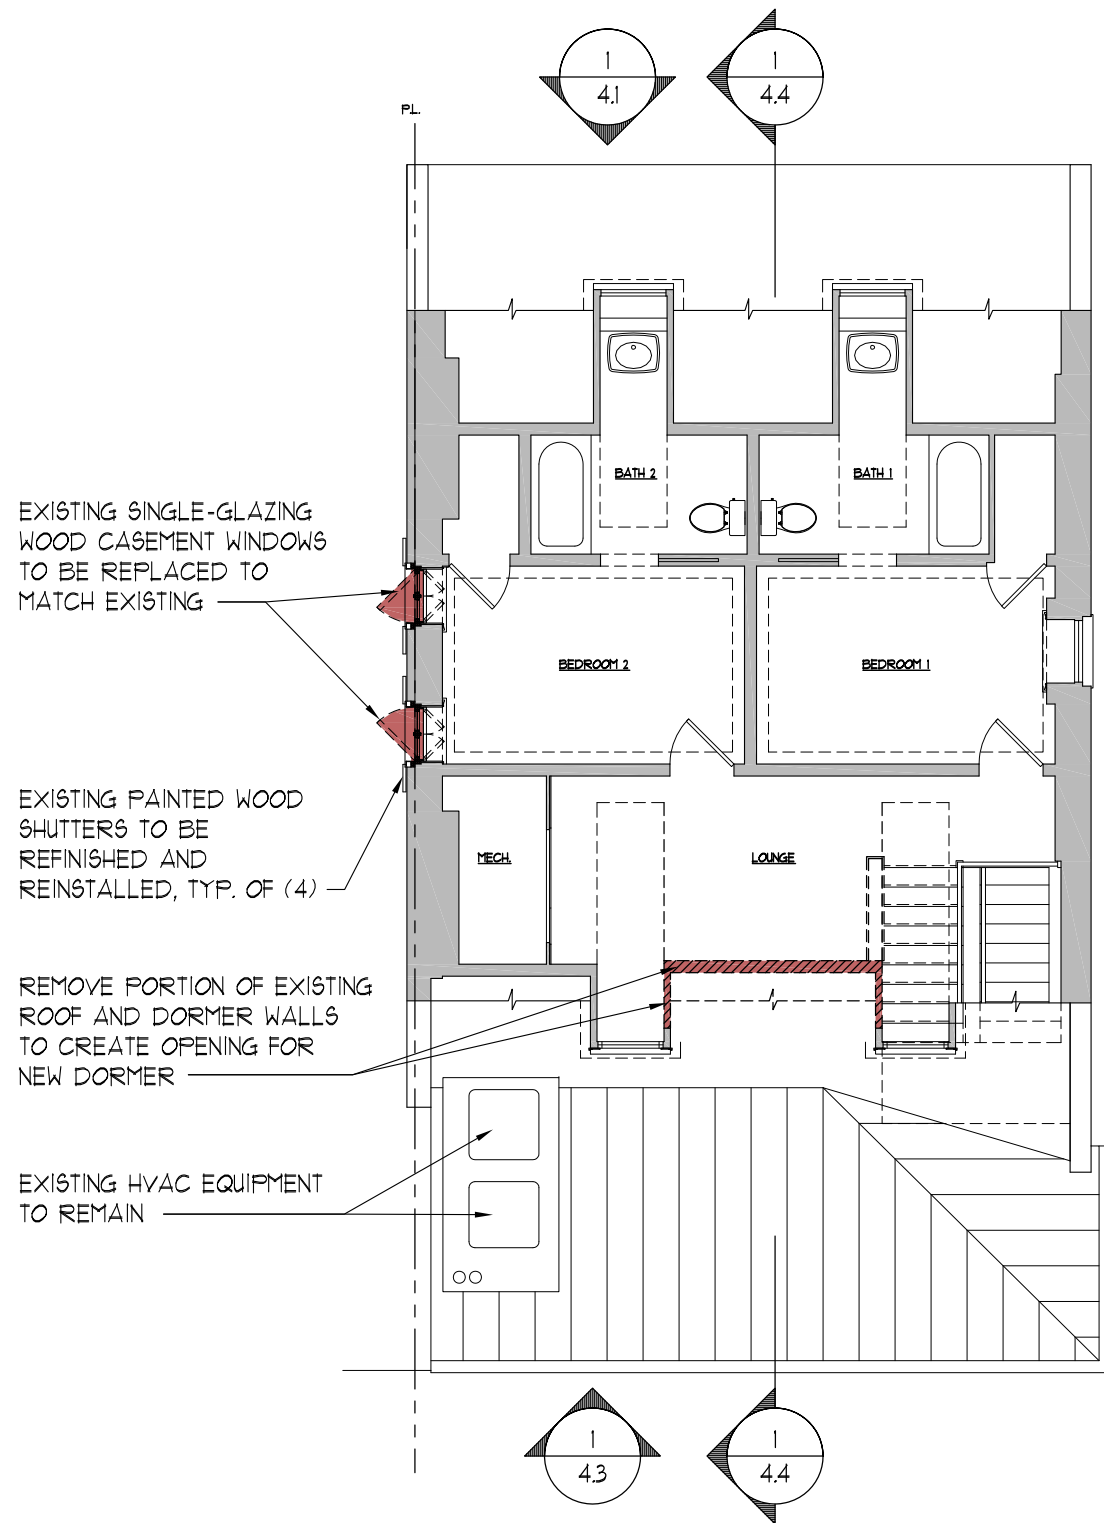 1
4.1
1
4.4
P.L.
BATH 2
BATH 1
EXISTING SINGLE-GLAZING
WOOD CASEMENT WINDOWS
TO BE REPLACED TO
MATCH EXISTING
BEDROOM 2
BEDROOM 1
EXISTING PAINTED WOOD
SHUTTERS TO BE
REFINISHED AND
REINSTALLED, TYP. OF (4)
MECH.
LOUNGE
REMOVE PORTION OF EXISTING
ROOF AND DORMER WALLS
TO CREATE OPENING FOR
NEW DORMER
EXISTING HVAC EQUIPMENT
TO REMAIN
1
4.3
1
4.4